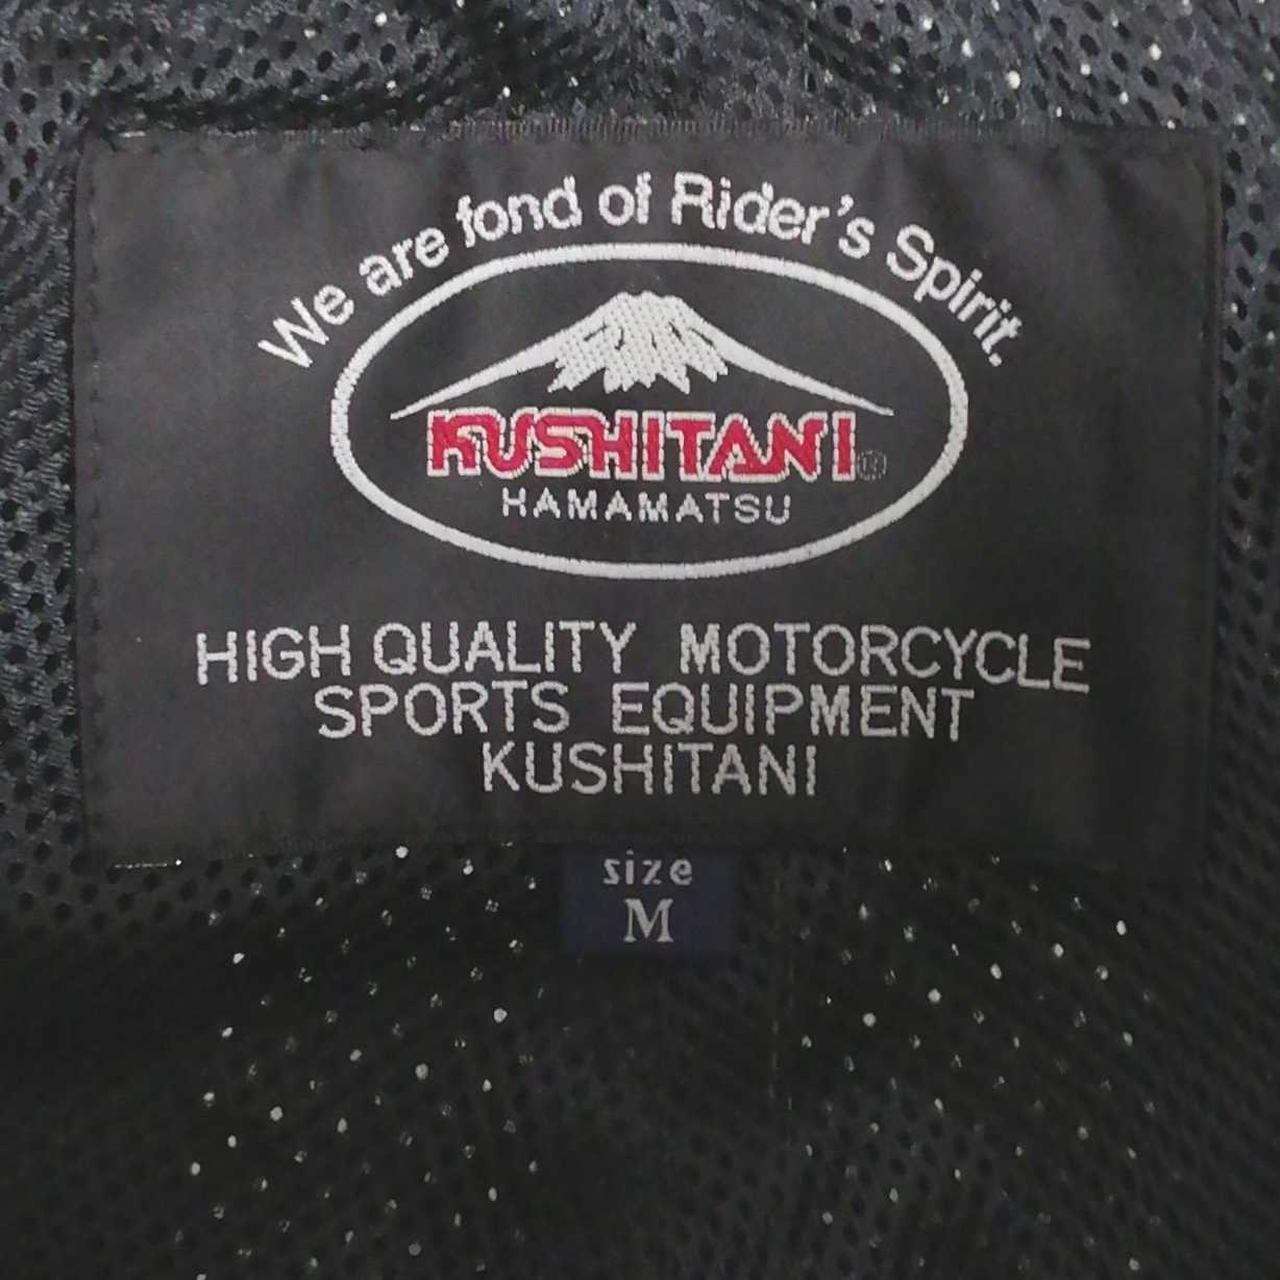 We are fond of Rider's Spirit.
KUSHITANI®
HAMAMATSU
HIGH QUALITY MOTORCYCLE
SPORTS EQUIPMENT
KUSHITANI
size
M